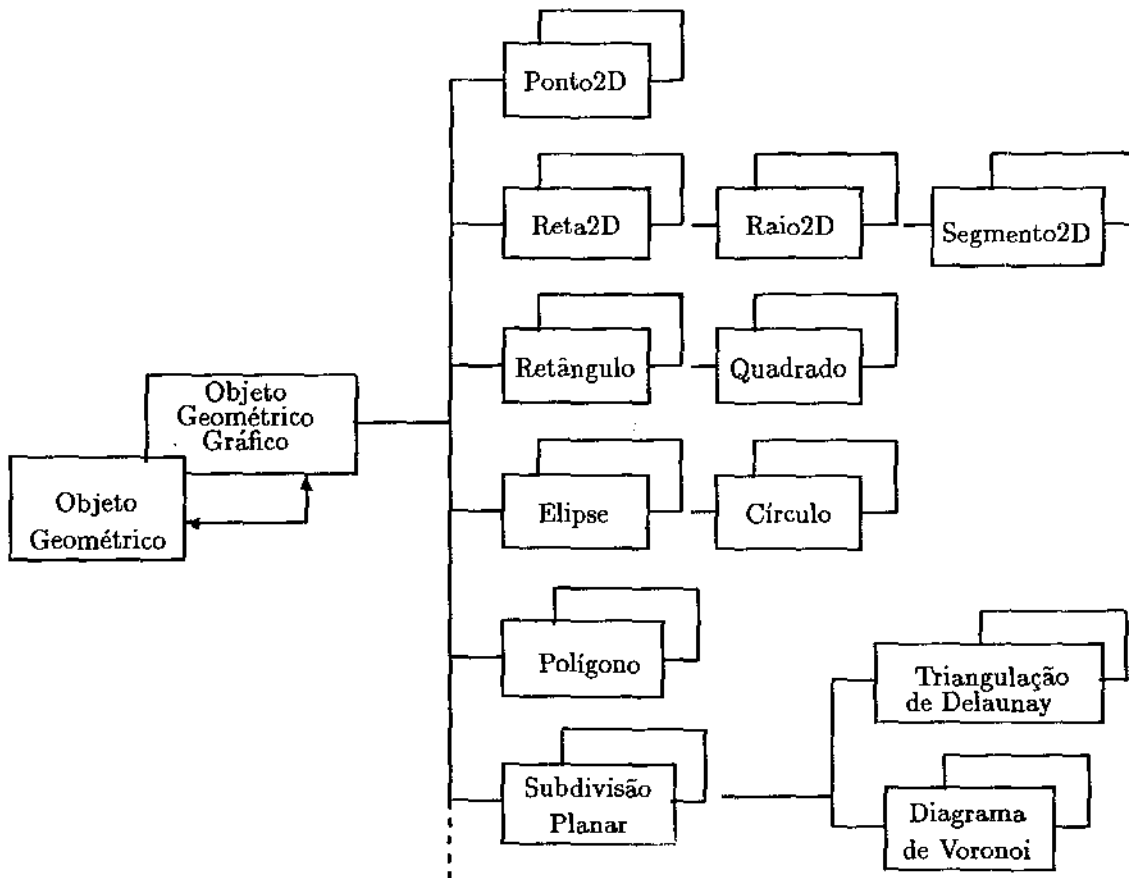 Ponto2D
Reta2D
Raio2D
Segmento2D
Retângulo
Quadrado
Objeto
Geométrico
Gráfico
Objeto
Geométrico
Elipse
Círculo
Polígono
Triangulação
de Delaunay
Subdivisão
Planar
Diagrama
de Voronoi